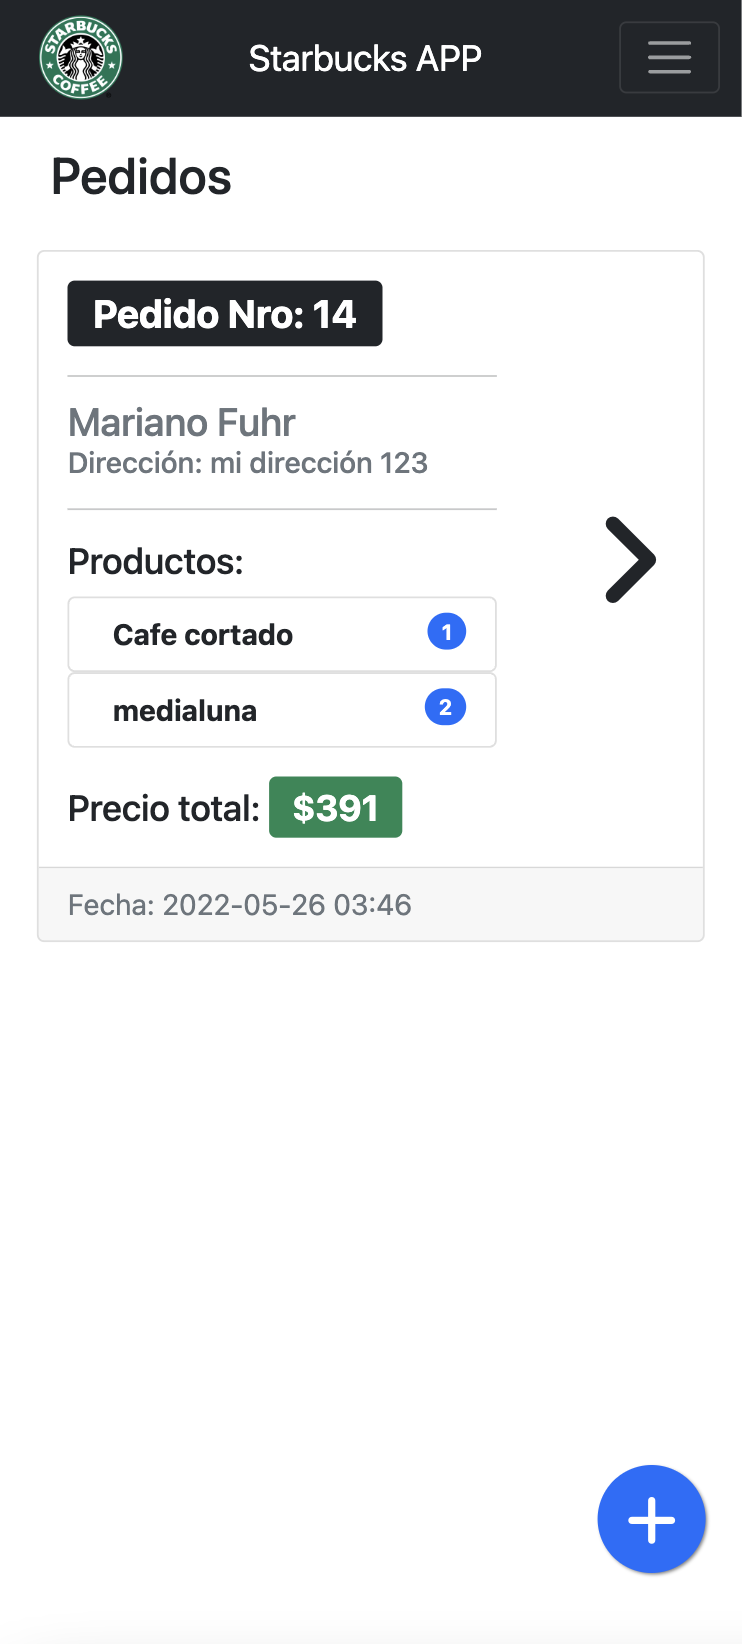 STARBUCKS
COFFEE
Starbucks APP
Pedidos
Pedido Nro: 14
Mariano Fuhr
Dirección: mi dirección 123
Productos:
Cafe cortado 1
medialuna 2
Precio total: $391
Fecha: 2022-05-26 03:46